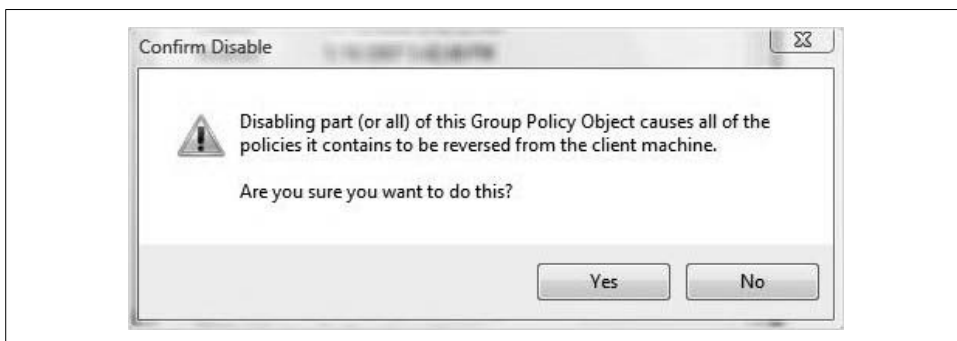 Confirm Disable
Disabling part (or all) of this Group Policy Object causes all of the
policies it contains to be reversed from the client machine.
Are you sure you want to do this?
Yes No